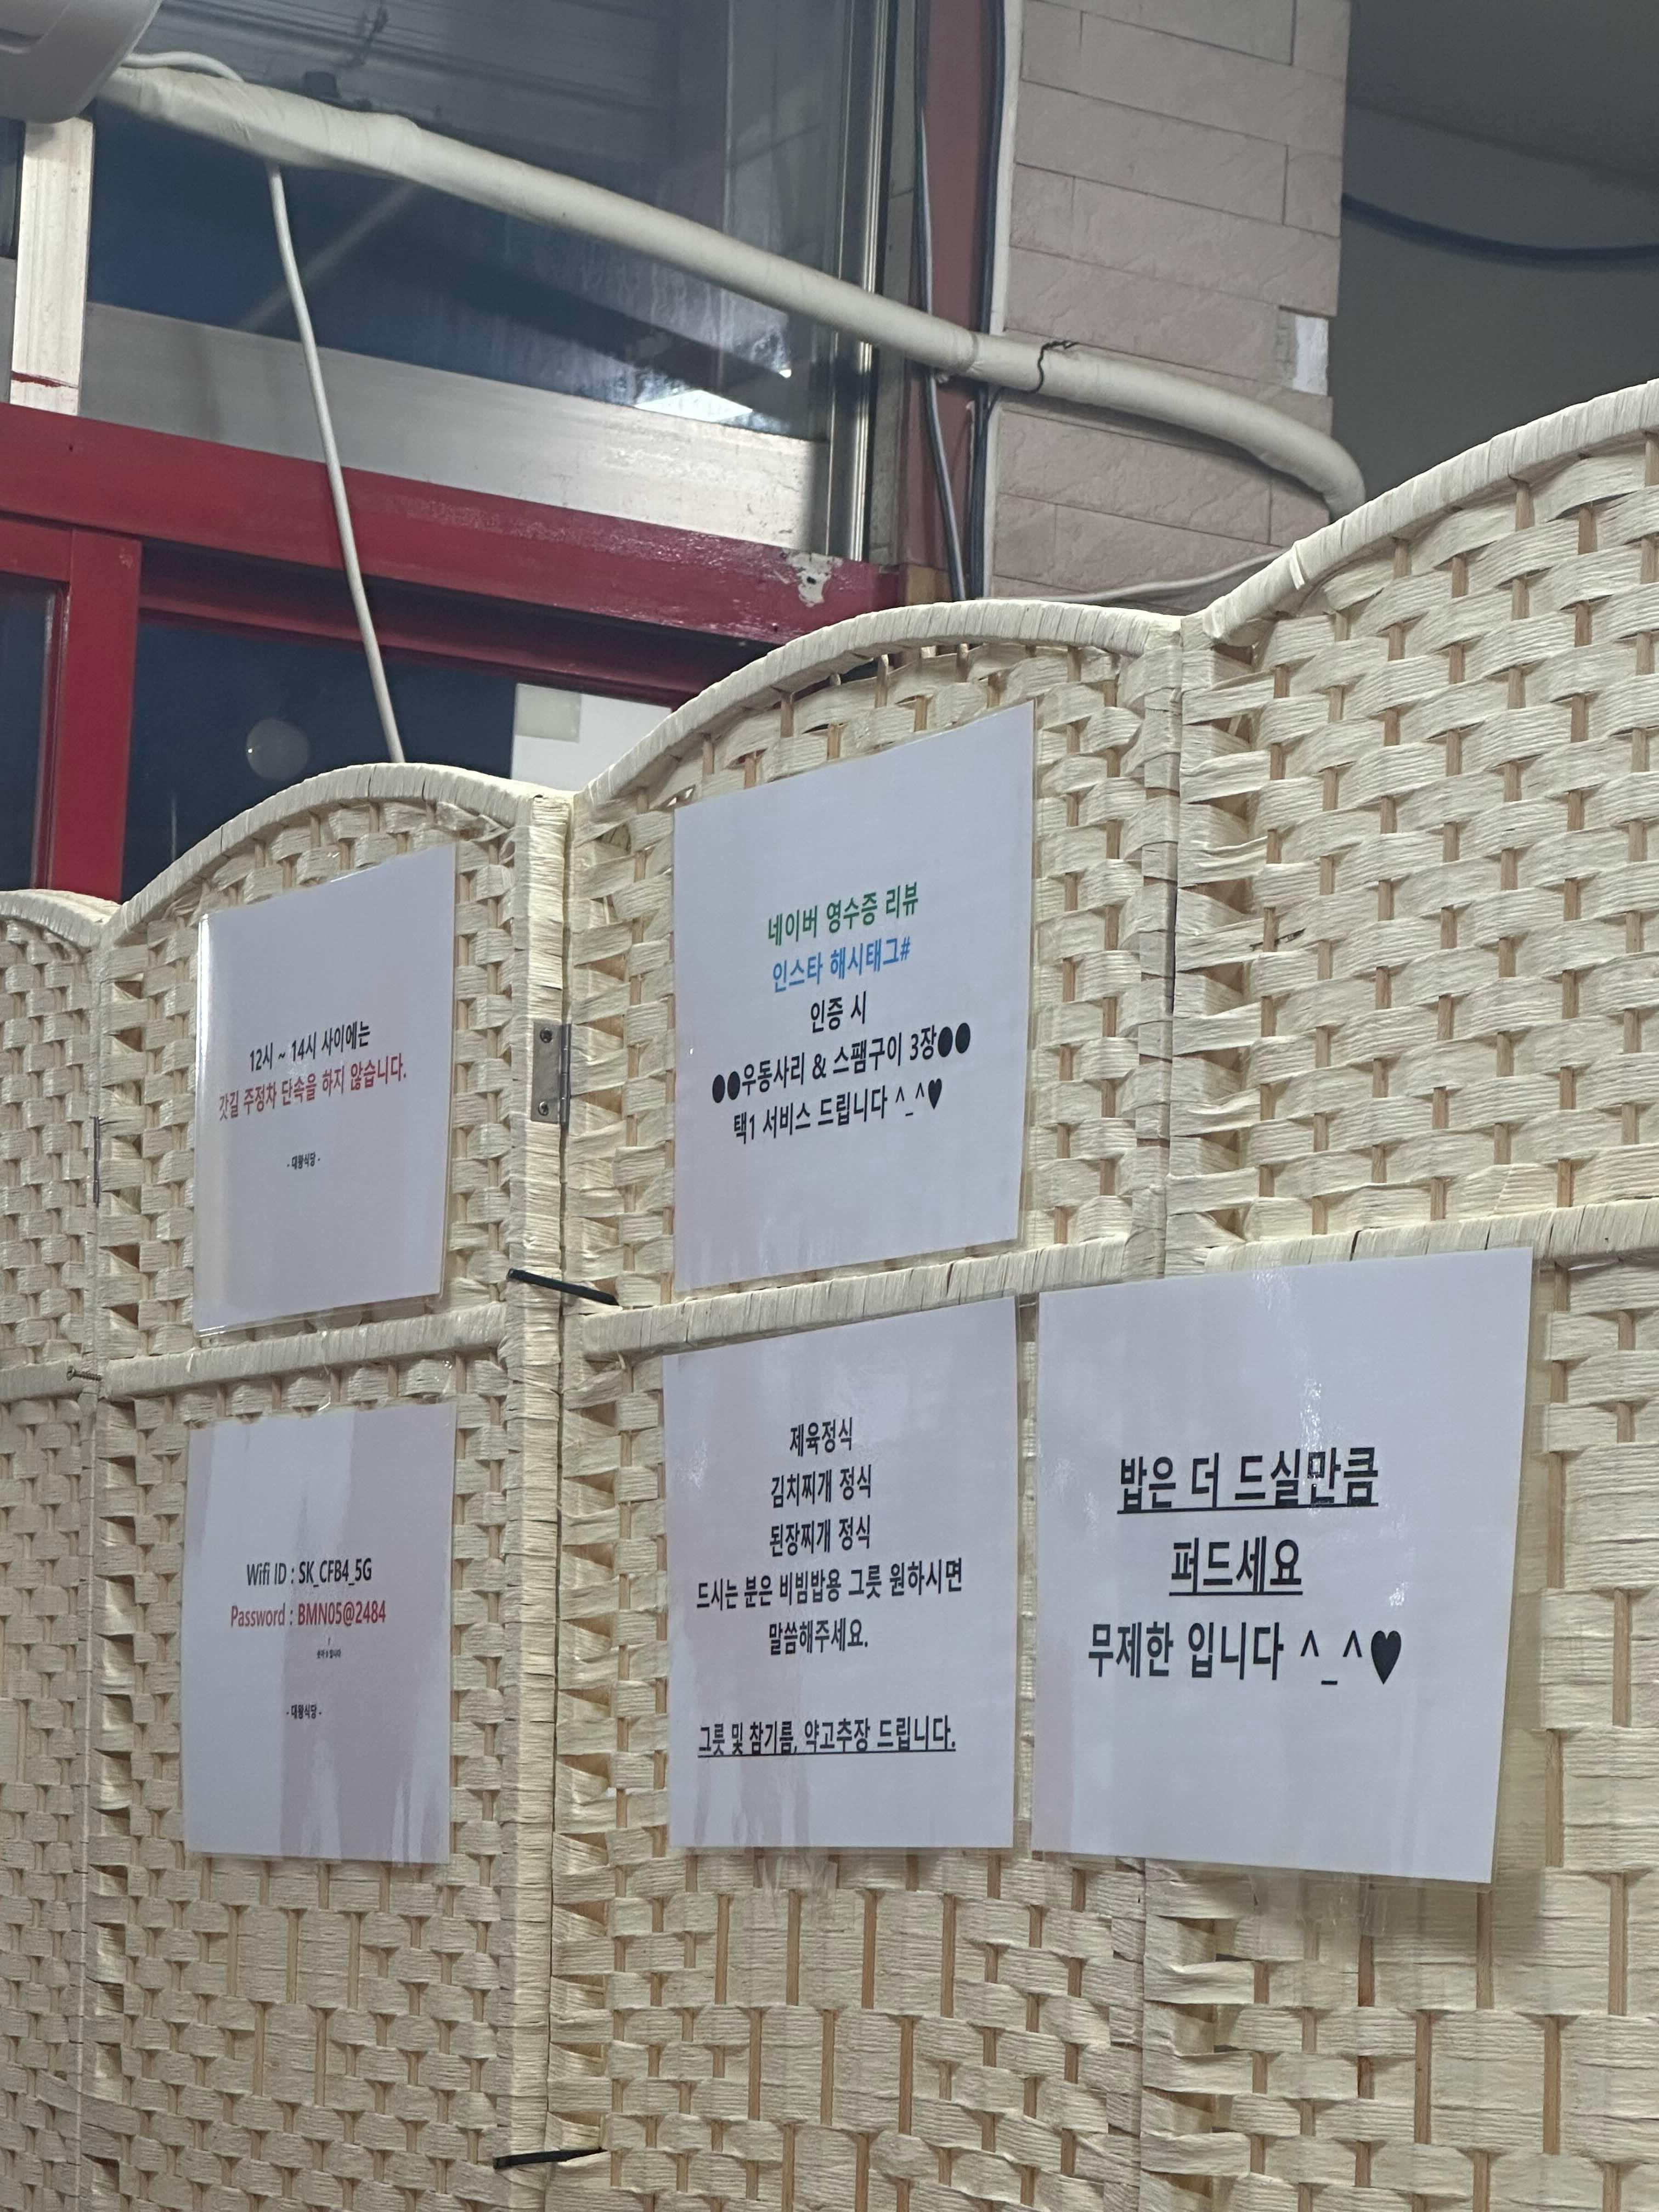 12시 ~ 14시 사이에는
갓길 주정차 단속을 하지 않습니다.
- 대왕식당 -
네이버 영수증 리뷰
인스타 해시태그#
인증 시
●●우동사리 & 스팸구이 3장●●
택1 서비스 드립니다 ^_^♥
Wifi ID : SK_CFB4_5G
Password : BMN05@2484
- 대왕식당 -
제육정식
김치찌개 정식
된장찌개 정식
드시는 분은 비빔밥용 그릇 원하시면
말씀해주세요.
그릇 및 참기름, 약고추장 드립니다.
밥은 더 드실만큼
퍼드세요
무제한 입니다 ^_^♥